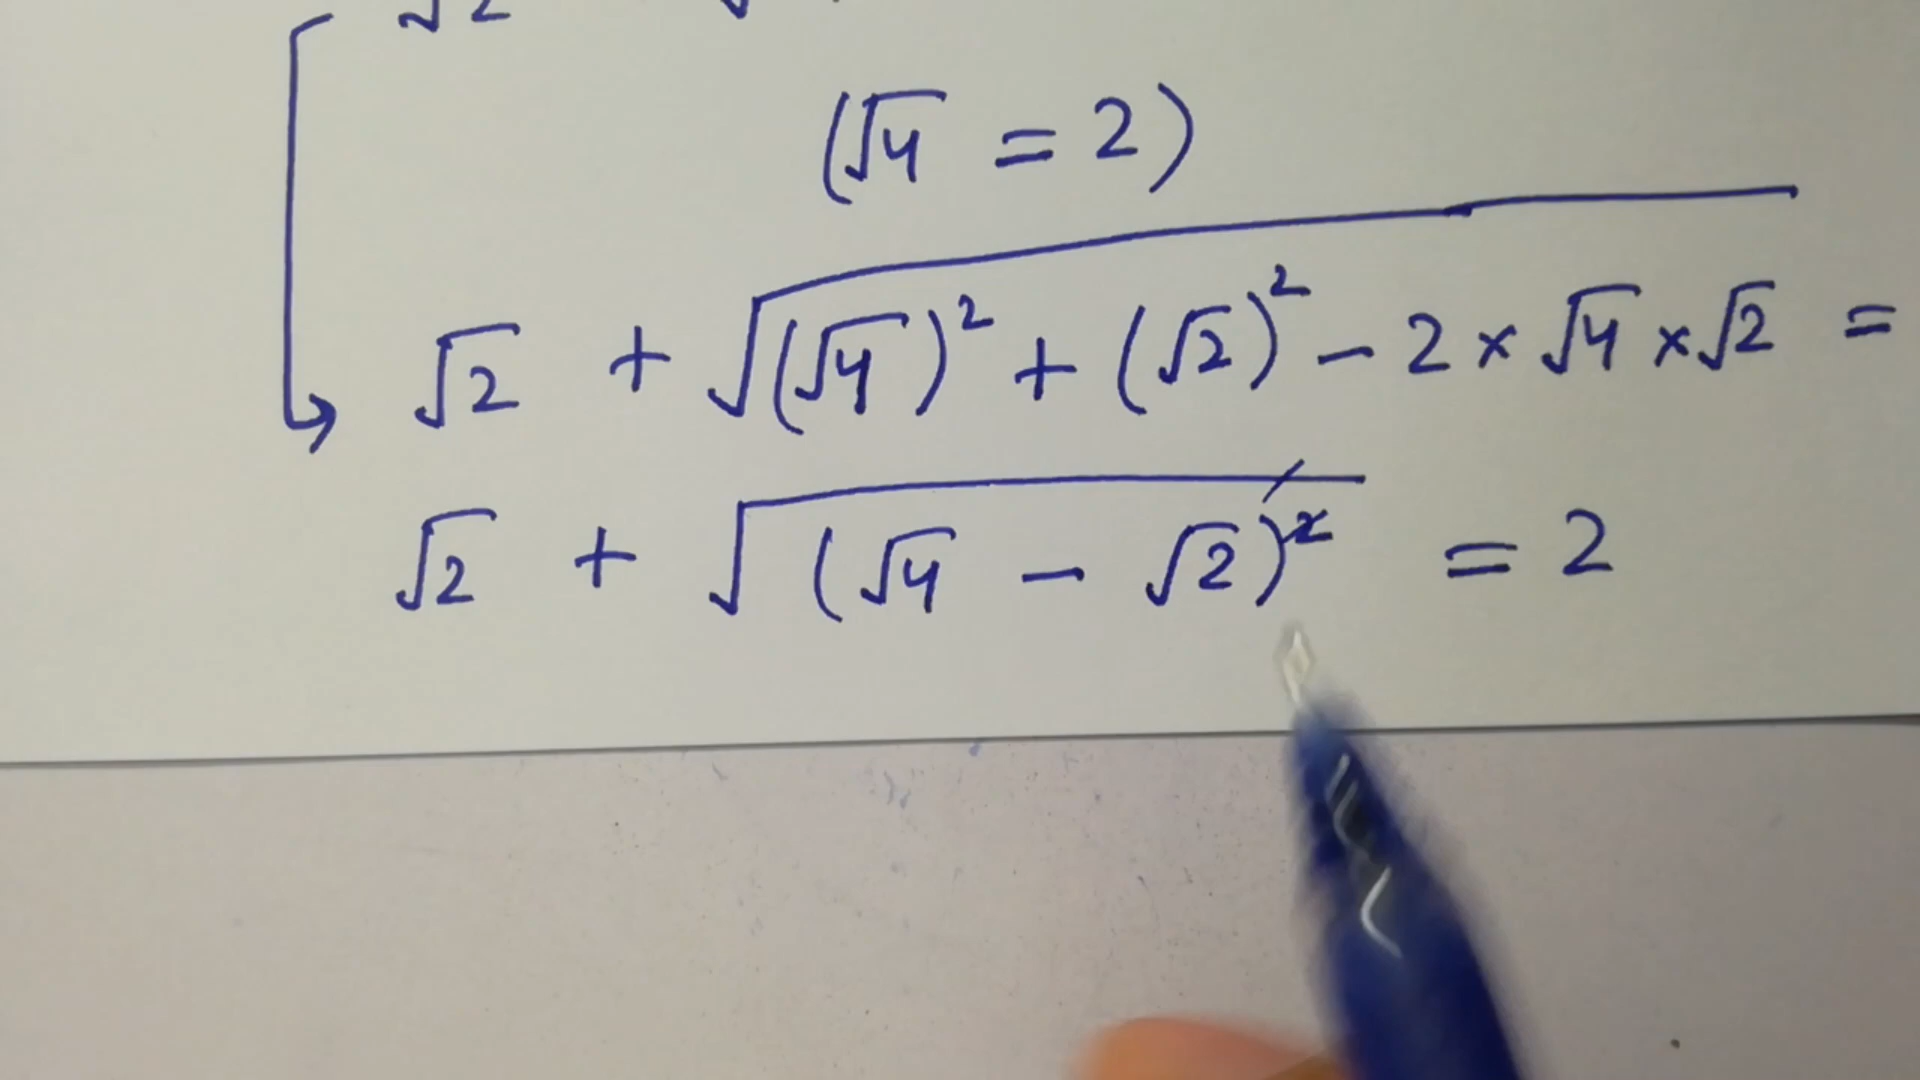 (√4 = 2)
√2 + √((√4)² + (√2)² − 2 × √4 × √2) =
√2 + √((√4 − √2)²) = 2